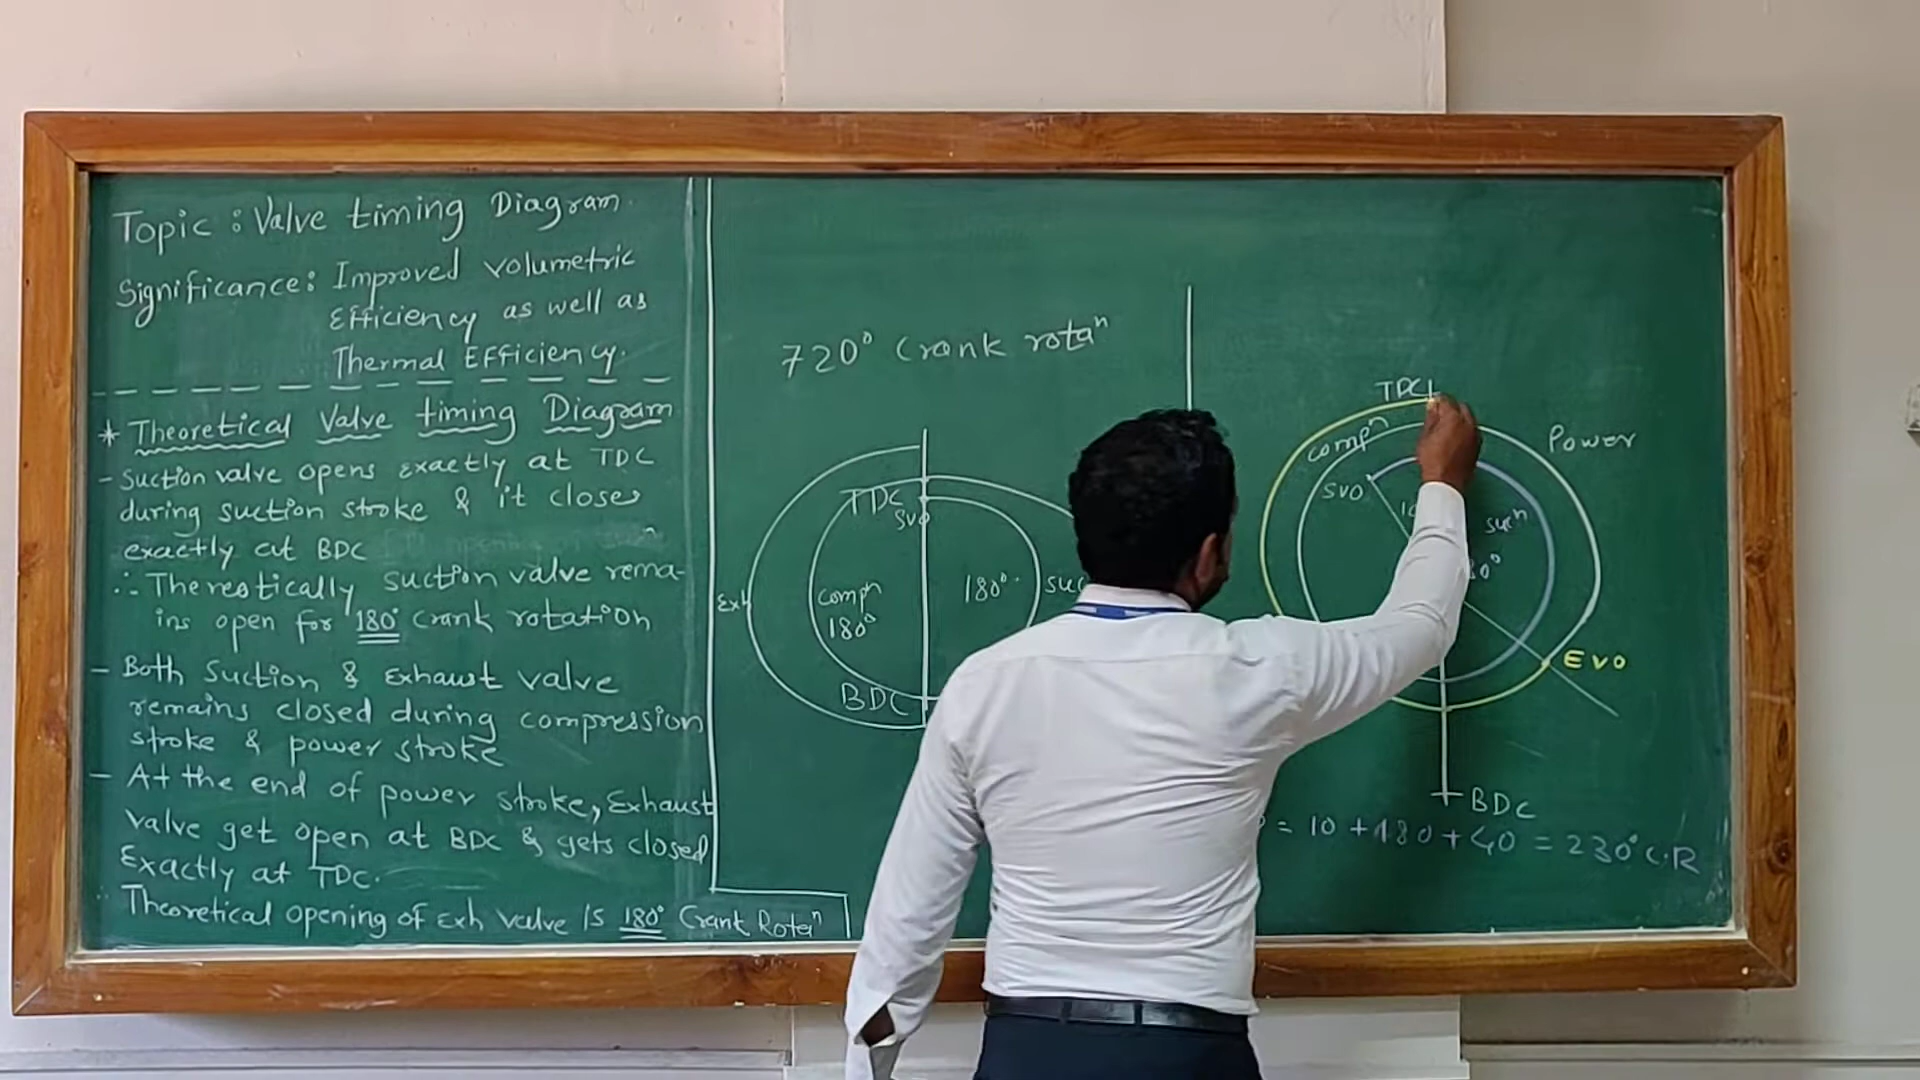 Topic : Valve timing Diagram.
Significance: Improved volumetric
Efficiency as well as
Thermal Efficiency.
* Theoretical Valve timing Diagram
- Suction valve opens exactly at TDC
during suction stroke & it closes
exactly at BDC
∴ Thereotically suction valve rema-
ins open for 180° crank rotation
- Both Suction & Exhaust valve
remains closed during compression
stroke & power stroke
- At the end of power stroke, Exhaust
valve get open at BDC & gets closed
Exactly at TDC.
∴ Theoretical opening of Exh valve is 180° Crank Rotaⁿ
720° crank rotaⁿ
TDC
SVO
Exh
comph
180°
180°
suc
BDC
TDC
compⁿ
Power
SVO
sucⁿ
EVO
BDC
= 10 + 180 + 40 = 230° C.R